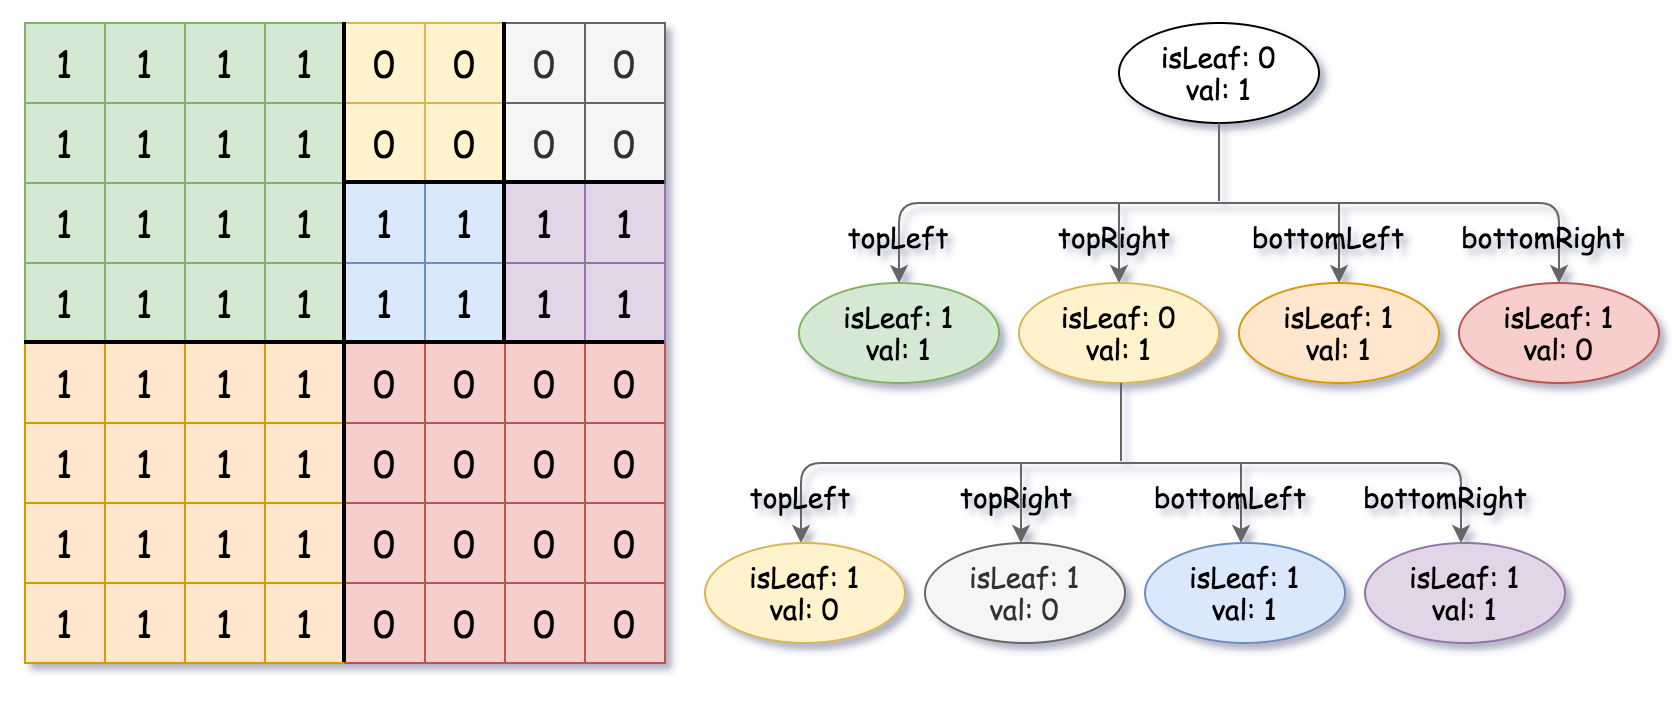 1 1 1 1 0 0 0 0
1 1 1 1 0 0 0 0
1 1 1 1 1 1 1 1
1 1 1 1 1 1 1 1
1 1 1 1 0 0 0 0
1 1 1 1 0 0 0 0
1 1 1 1 0 0 0 0
1 1 1 1 0 0 0 0
isLeaf: 0
val: 1
topLeft
topRight
bottomLeft
bottomRight
isLeaf: 1
val: 1
isLeaf: 0
val: 1
isLeaf: 1
val: 1
isLeaf: 1
val: 0
topLeft
topRight
bottomLeft
bottomRight
isLeaf: 1
val: 0
isLeaf: 1
val: 0
isLeaf: 1
val: 1
isLeaf: 1
val: 1